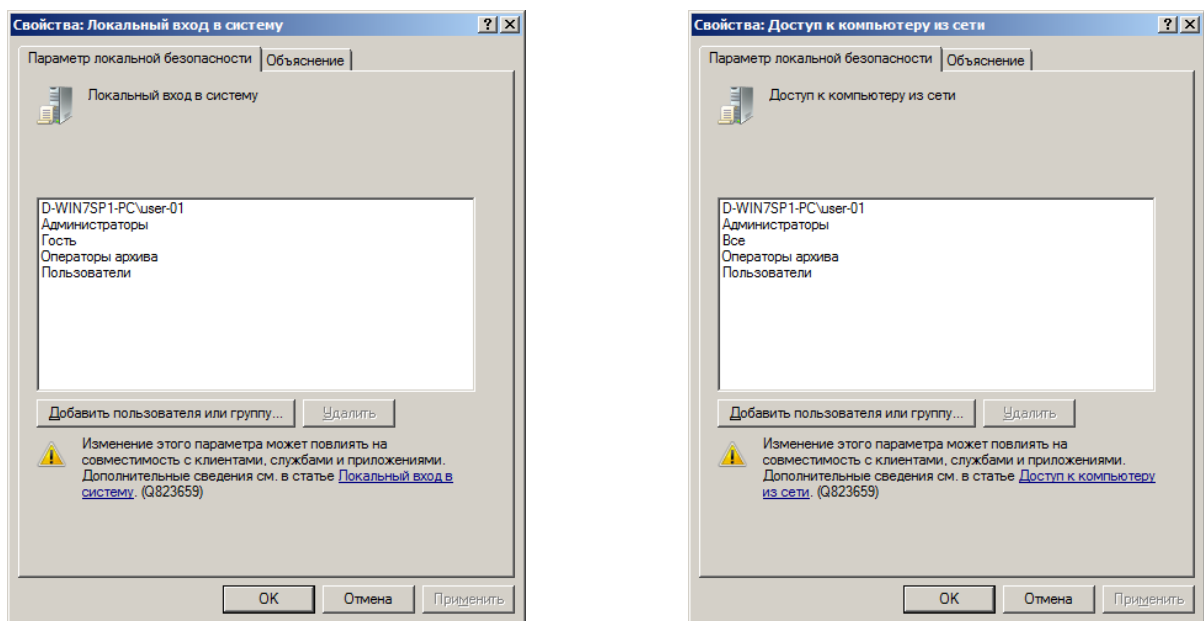 Свойства: Локальный вход в систему
Параметр локальной безопасности
Объяснение
Локальный вход в систему
D-WIN7SP1-PC\user-01
Администраторы
Гость
Операторы архива
Пользователи
Добавить пользователя или группу...
Удалить
Изменение этого параметра может повлиять на
совместимость с клиентами, службами и приложениями.
Дополнительные сведения см. в статье Локальный вход в
систему. (Q823659)
OK
Отмена
Применить
Свойства: Доступ к компьютеру из сети
Параметр локальной безопасности
Объяснение
Доступ к компьютеру из сети
D-WIN7SP1-PC\user-01
Администраторы
Все
Операторы архива
Пользователи
Добавить пользователя или группу...
Удалить
Изменение этого параметра может повлиять на
совместимость с клиентами, службами и приложениями.
Дополнительные сведения см. в статье Доступ к компьютеру
из сети. (Q823659)
OK
Отмена
Применить